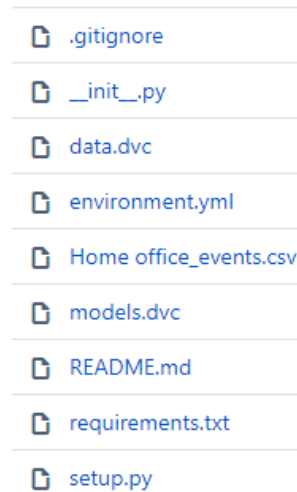 .gitignore
__init__.py
data.dvc
environment.yml
Home office_events.csv
models.dvc
README.md
requirements.txt
setup.py